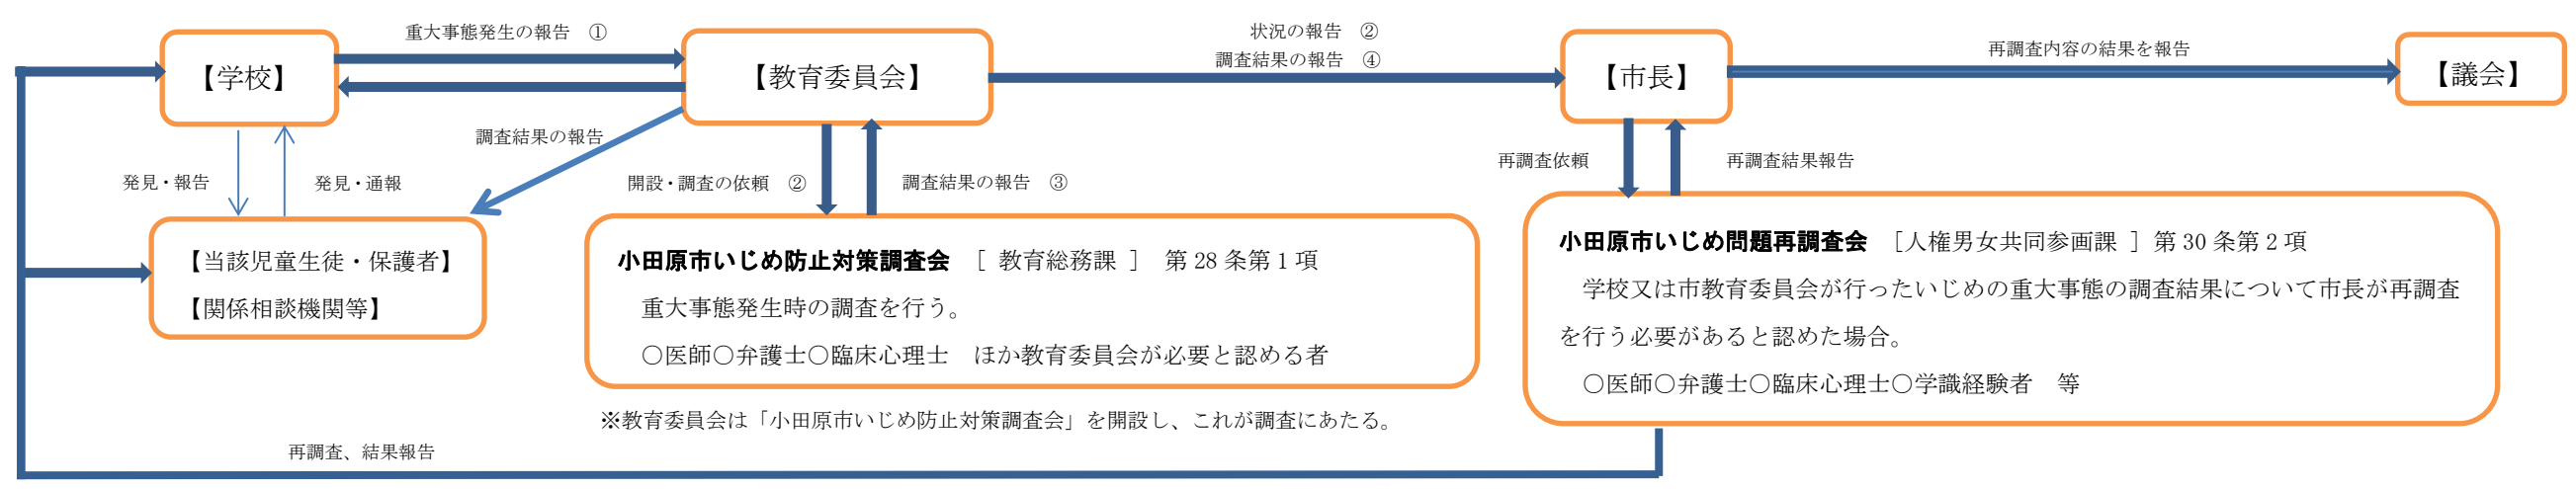 重大事態発生の報告　①
状況の報告　②
調査結果の報告　④
再調査内容の結果を報告
【学校】
【教育委員会】
【市長】
【議会】
調査結果の報告
発見・報告
発見・通報
開設・調査の依頼　②
調査結果の報告　③
再調査依頼
再調査結果報告
【当該児童生徒・保護者】
【関係相談機関等】
小田原市いじめ防止対策調査会　［ 教育総務課 ］　第 28 条第 1 項
重大事態発生時の調査を行う。
○医師○弁護士○臨床心理士　ほか教育委員会が必要と認める者
※教育委員会は「小田原市いじめ防止対策調査会」を開設し、これが調査にあたる。
小田原市いじめ問題再調査会　［人権男女共同参画課 ］第 30 条第 2 項
学校又は市教育委員会が行ったいじめの重大事態の調査結果について市長が再調査
を行う必要があると認めた場合。
○医師○弁護士○臨床心理士○学識経験者　等
再調査、結果報告